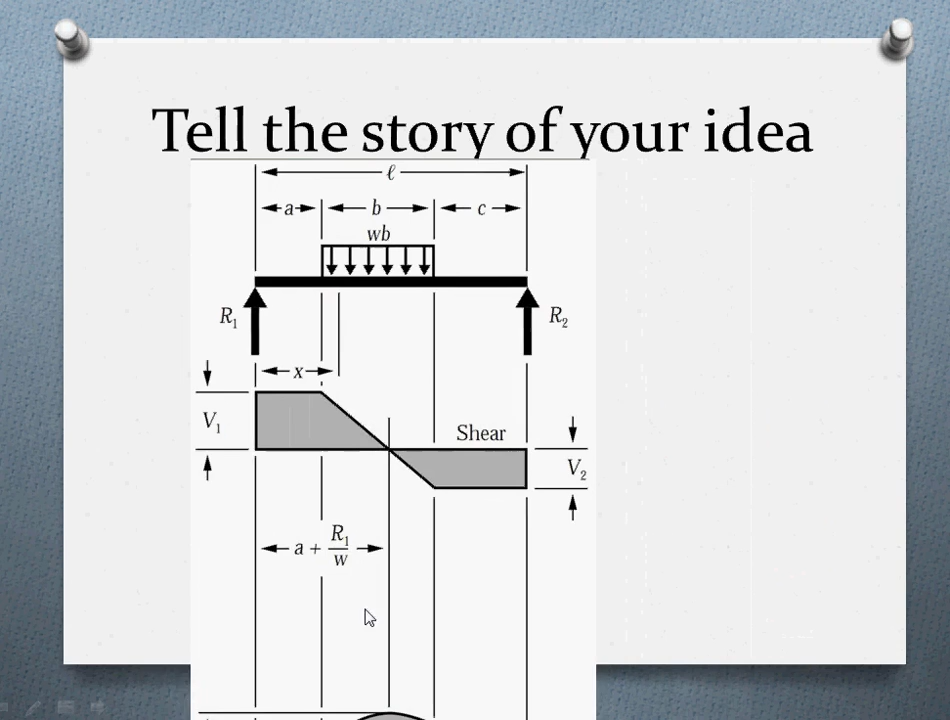 Tell the story of your idea
ℓ
a b c
wb
R₁ R₂
x
V₁
Shear
V₂
a + R₁/w